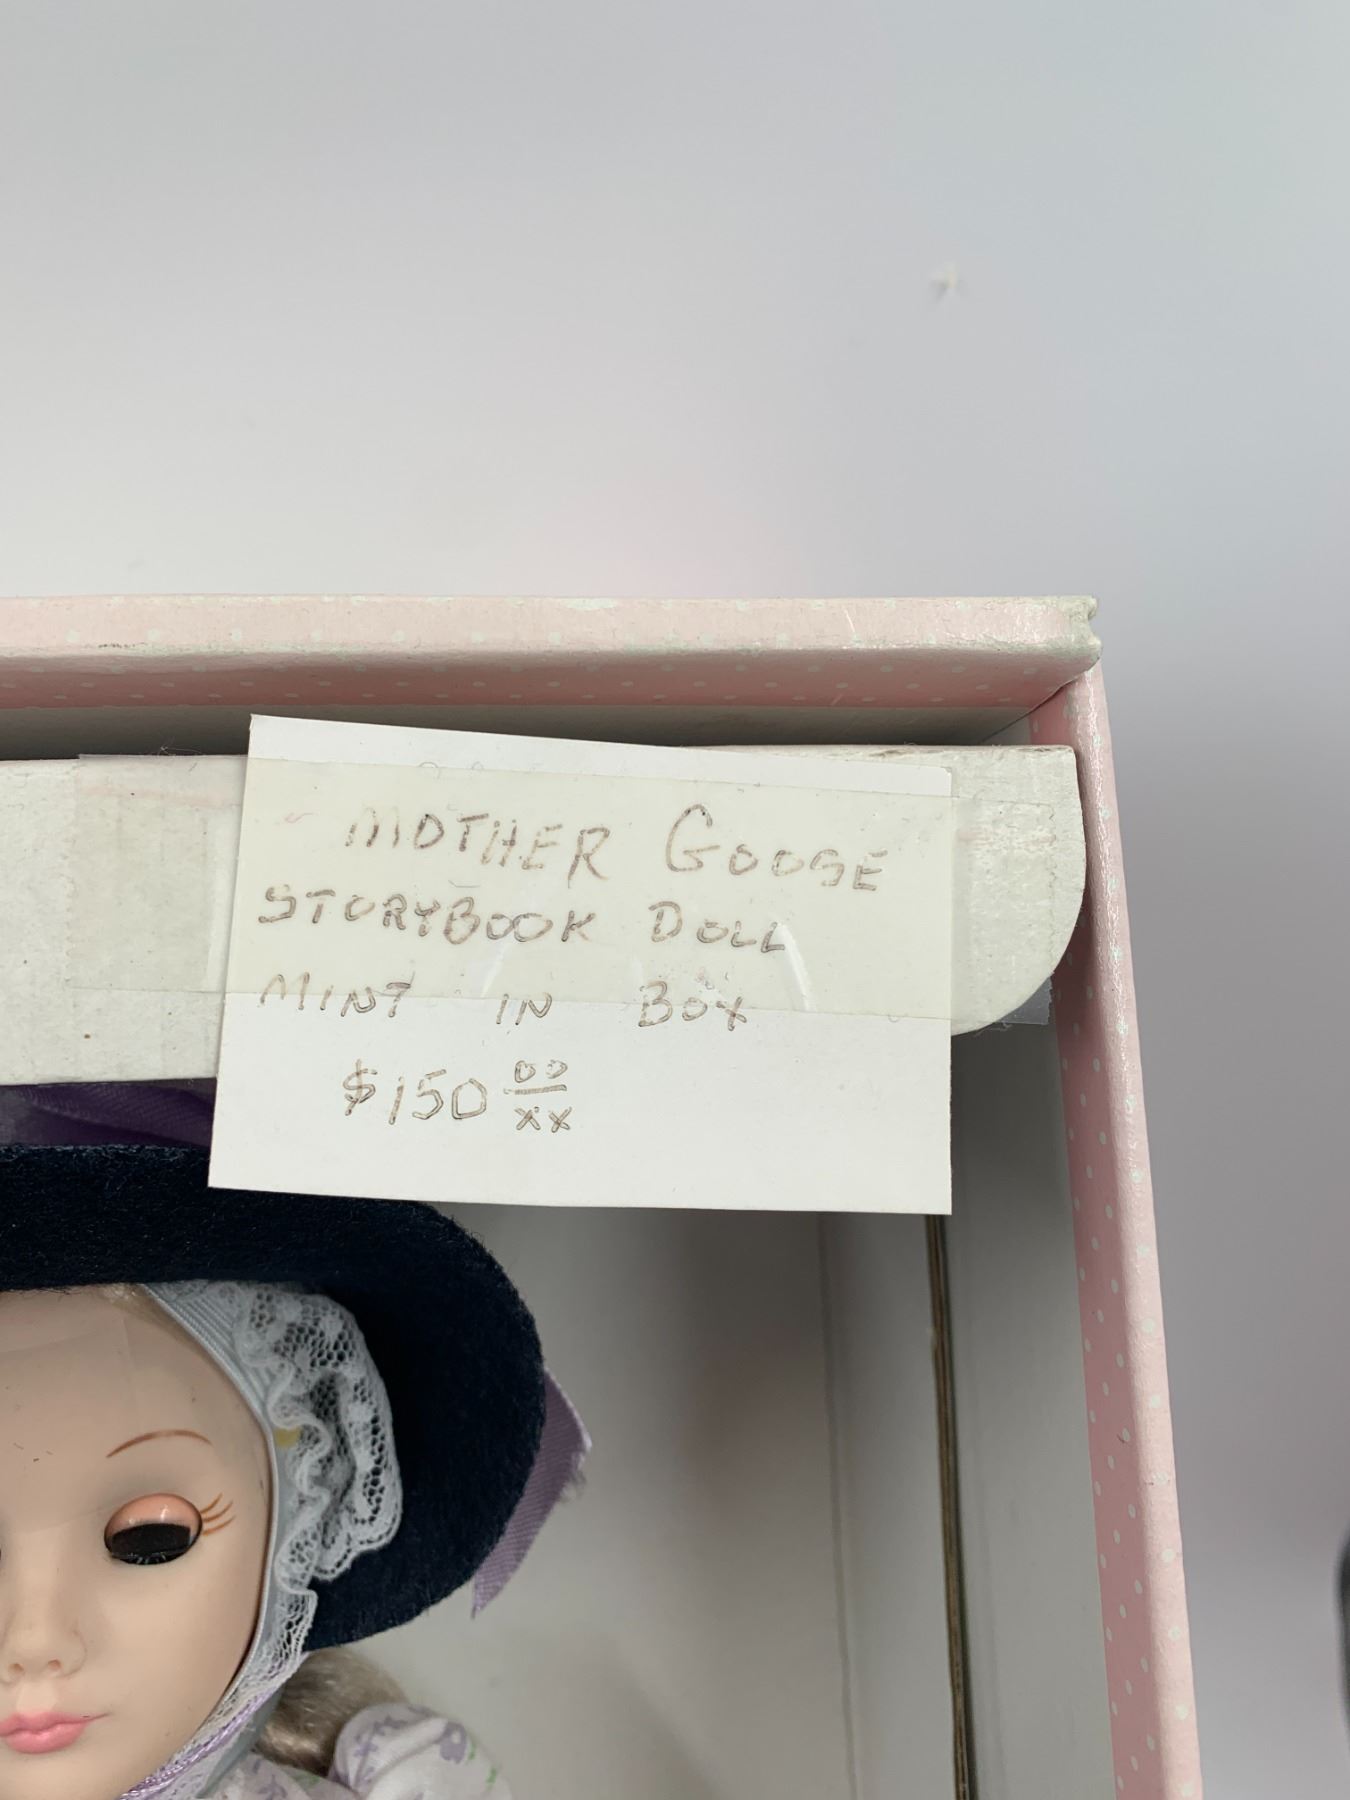 MOTHER GOOSE
STORYBOOK DOLL
MINT IN BOX
$150 00/xx